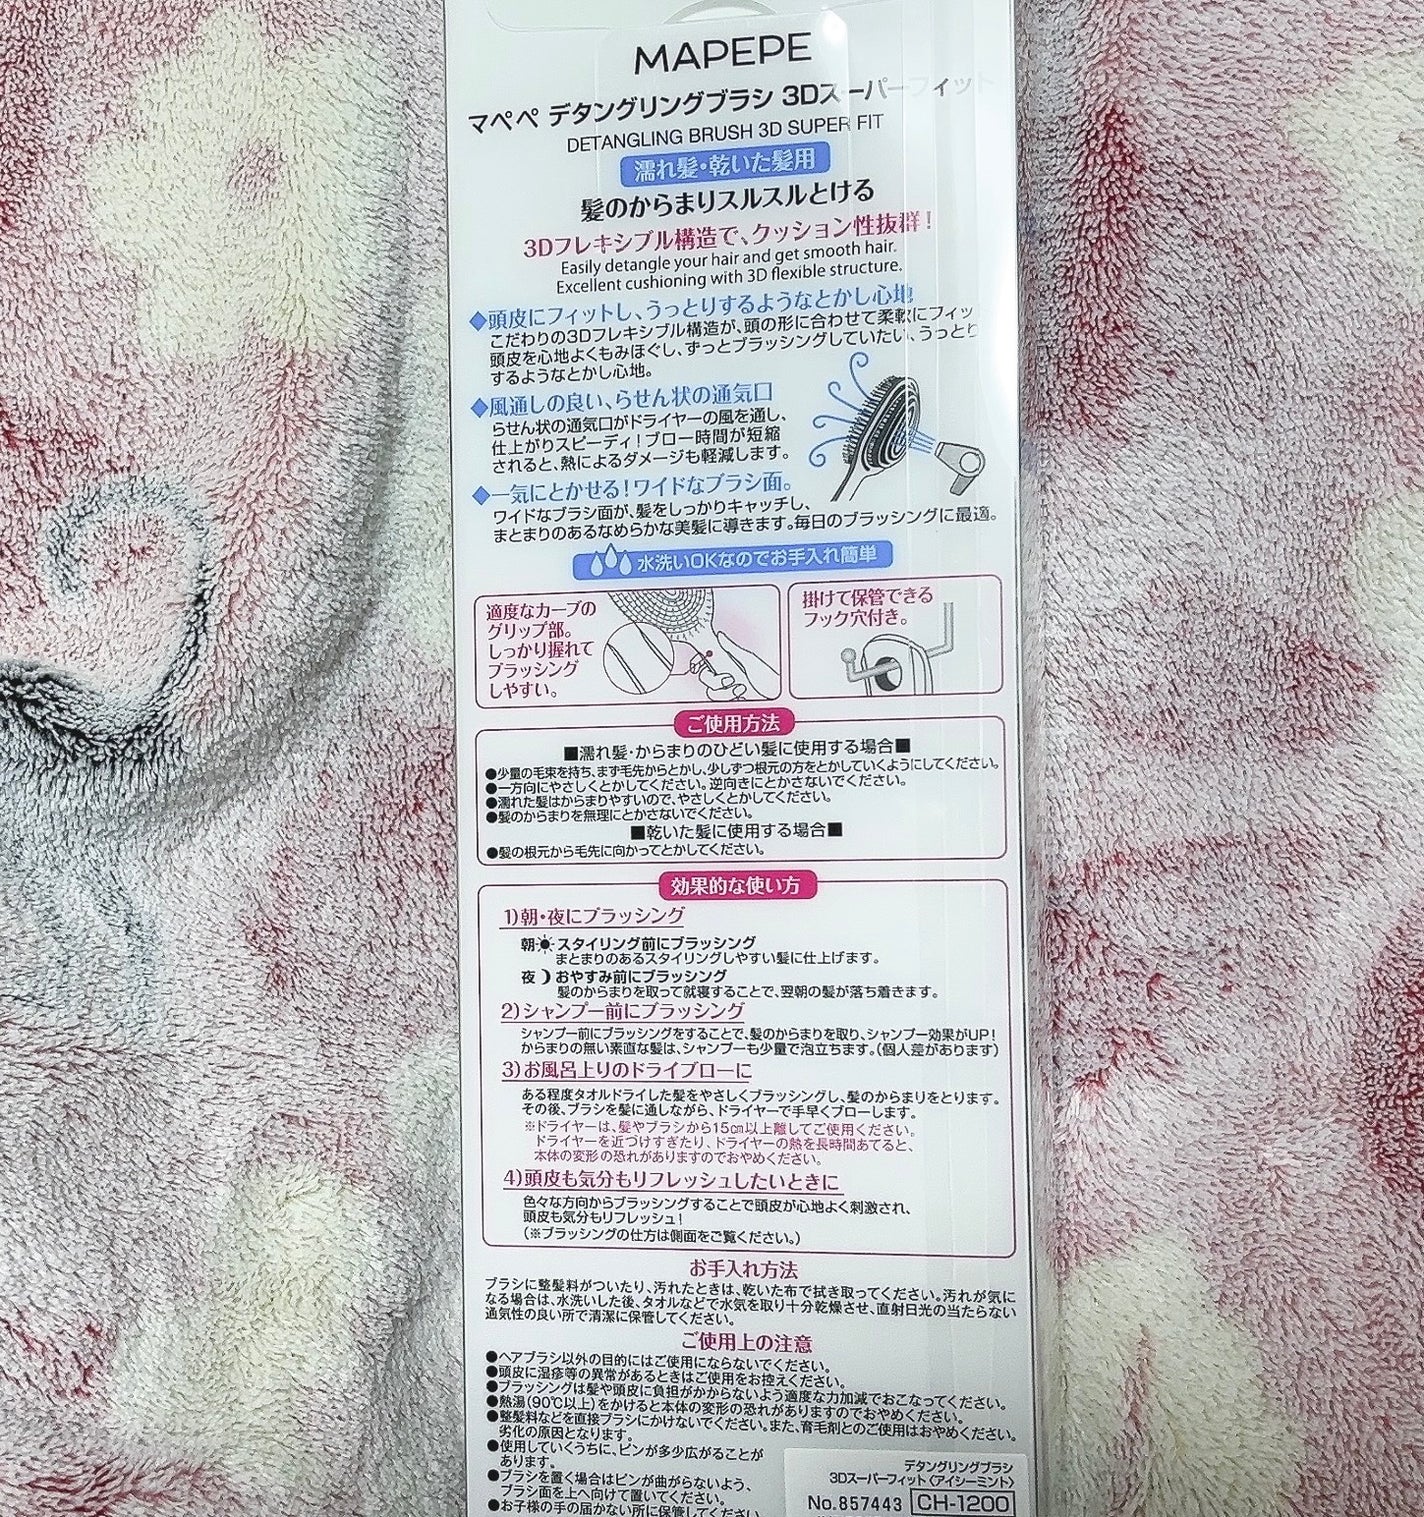 MAPEPE
マペペ デタングリングブラシ 3Dスーパーフィット
DETANGLING BRUSH 3D SUPER FIT
濡れ髪・乾いた髪用
髪のからまりスルスルとける
3Dフレキシブル構造で、クッション性抜群！
Easily detangle your hair and get smooth hair.
Excellent cushioning with 3D flexible structure.
◆頭皮にフィットし、うっとりするようなとかし心地
こだわりの3Dフレキシブル構造が、頭の形に合わせて柔軟にフィッ
頭皮を心地よくもみほぐし、ずっとブラッシングしていたい、うっとり
するようなとかし心地。
◆風通しの良い、らせん状の通気口
らせん状の通気口がドライヤーの風を通し、
仕上がりスピーディ！ブロー時間が短縮
されると、熱によるダメージも軽減します。
◆一気にとかせる！ワイドなブラシ面。
ワイドなブラシ面が、髪をしっかりキャッチし、
まとまりのあるなめらかな美髪に導きます。毎日のブラッシングに最適。
水洗いOKなのでお手入れ簡単
適度なカーブの
グリップ部。
しっかり握れて
ブラッシング
しやすい。
掛けて保管できる
フック穴付き。
ご使用方法
■濡れ髪・からまりのひどい髪に使用する場合■
●少量の毛束を持ち、まず毛先からとかし、少しずつ根元の方をとかしていくようにしてください。
●一方向にやさしくとかしてください。逆向きにとかさないでください。
●濡れた髪はからまりやすいので、やさしくとかしてください。
●髪のからまりを無理にとかさないでください。
■乾いた髪に使用する場合■
●髪の根元から毛先に向かってとかしてください。
効果的な使い方
1)朝・夜にブラッシング
朝 スタイリング前にブラッシング
まとまりのあるスタイリングしやすい髪に仕上げます。
夜 おやすみ前にブラッシング
髪のからまりを取って就寝することで、翌朝の髪が落ち着きます。
2)シャンプー前にブラッシング
シャンプー前にブラッシングをすることで、髪のからまりを取り、シャンプー効果がUP！
からまりの無い素直な髪は、シャンプーも少量で泡立ちます。(個人差があります)
3)お風呂上りのドライブローに
ある程度タオルドライした髪をやさしくブラッシングし、髪のからまりをとります。
その後、ブラシを髪に通しながら、ドライヤーで手早くブローします。
※ドライヤーは、髪やブラシから15㎝以上離してご使用ください。
ドライヤーを近づけすぎたり、ドライヤーの熱を長時間あてると、
本体の変形の恐れがありますのでおやめください。
4)頭皮も気分もリフレッシュしたいときに
色々な方向からブラッシングすることで頭皮が心地よく刺激され、
頭皮も気分もリフレッシュ！
(※ブラッシングの仕方は側面をご覧ください。)
お手入れ方法
ブラシに整髪料がついたり、汚れたときは、乾いた布で拭き取ってください。汚れが気に
なる場合は、水洗いした後、タオルなどで水気を取り十分乾燥させ、直射日光の当たらない
通気性の良い所で清潔に保管してください。
ご使用上の注意
●ヘアブラシ以外の目的にはご使用にならないでください。
●頭皮に湿疹等の異常があるときはご使用をお控えください。
●ブラッシングは髪や頭皮に負担がかからないよう適度な力加減でおこなってください。
●熱湯(90℃以上)をかけると本体の変形の恐れがありますのでおやめください。
●整髪料などを直接ブラシにかけないでください。また、育毛剤とのご使用はおやめください。
劣化の原因となります。
●使用していくうちに、ピンが多少広がることが
あります。
●ブラシを置く場合はピンが曲がらないよう、
ブラシ面を上へ向けて置いてください。
●お子様の手の届かない所に保管してください
デタングリングブラシ
3Dスーパーフィット〈アイシーミント〉
No.857443 CH-1200